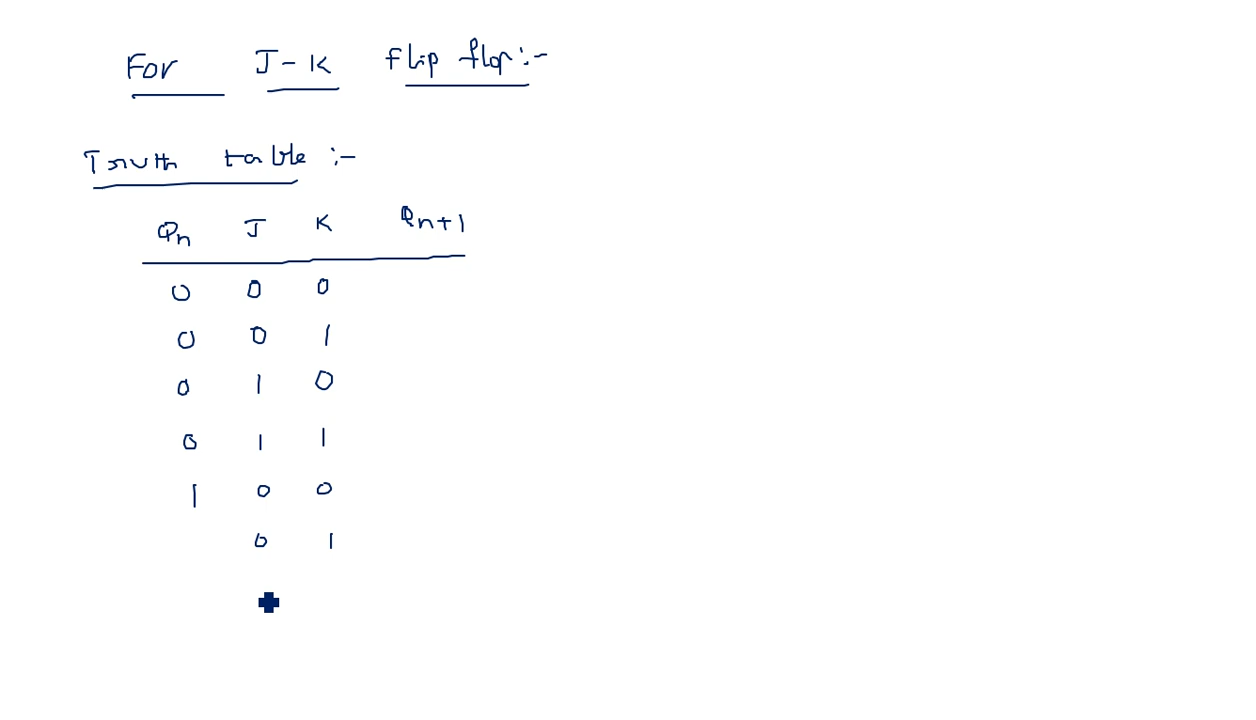 For J-K flip flop:-
Truth table :-
Qn J K Qn+1
0 0 0
0 0 1
0 1 0
0 1 1
1 0 0
0 1